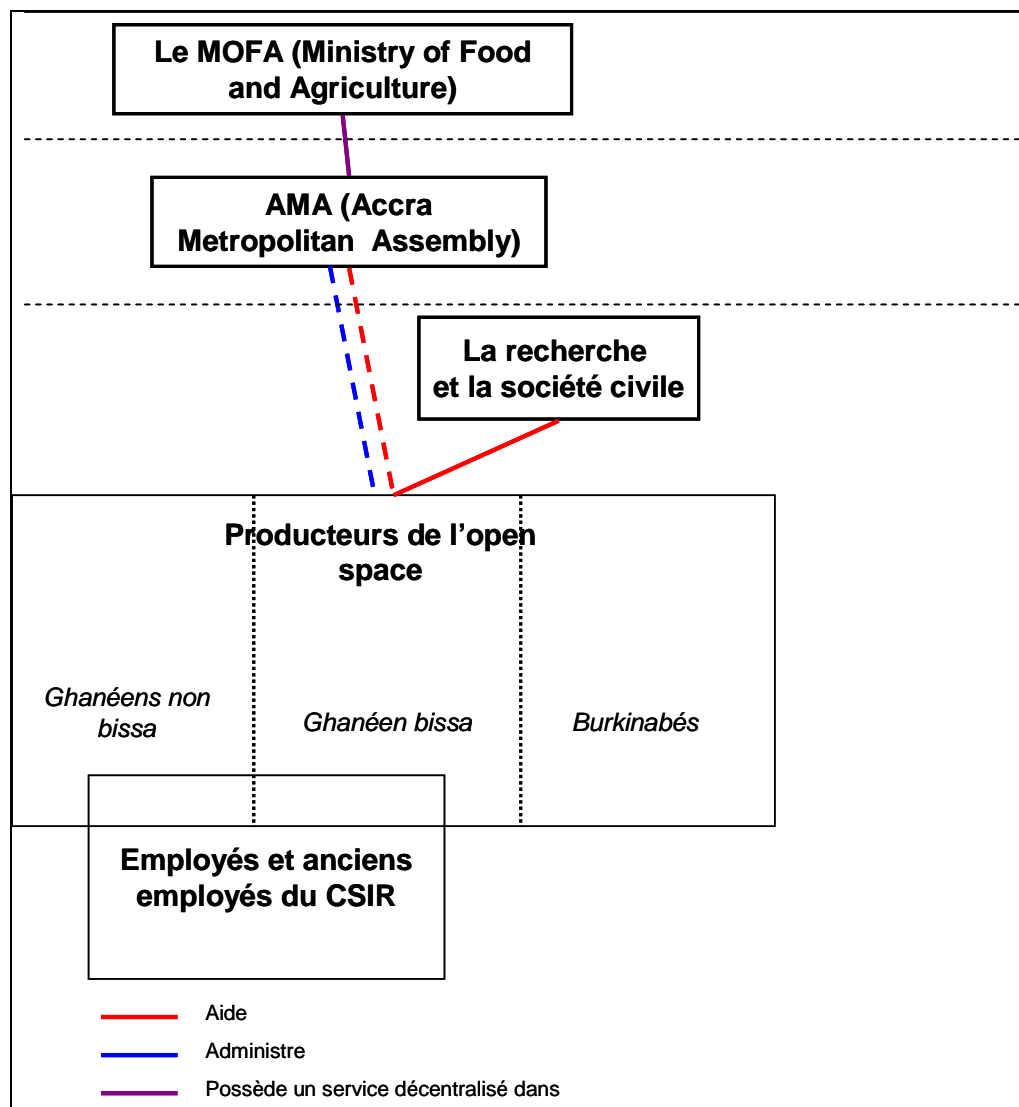 Le MOFA (Ministry of Food
and Agriculture)
AMA (Accra
Metropolitan Assembly)
La recherche
et la société civile
Producteurs de l'open
space
Ghanéens non
bissa
Ghanéen bissa
Burkinabés
Employés et anciens
employés du CSIR
Aide
Administre
Possède un service décentralisé dans